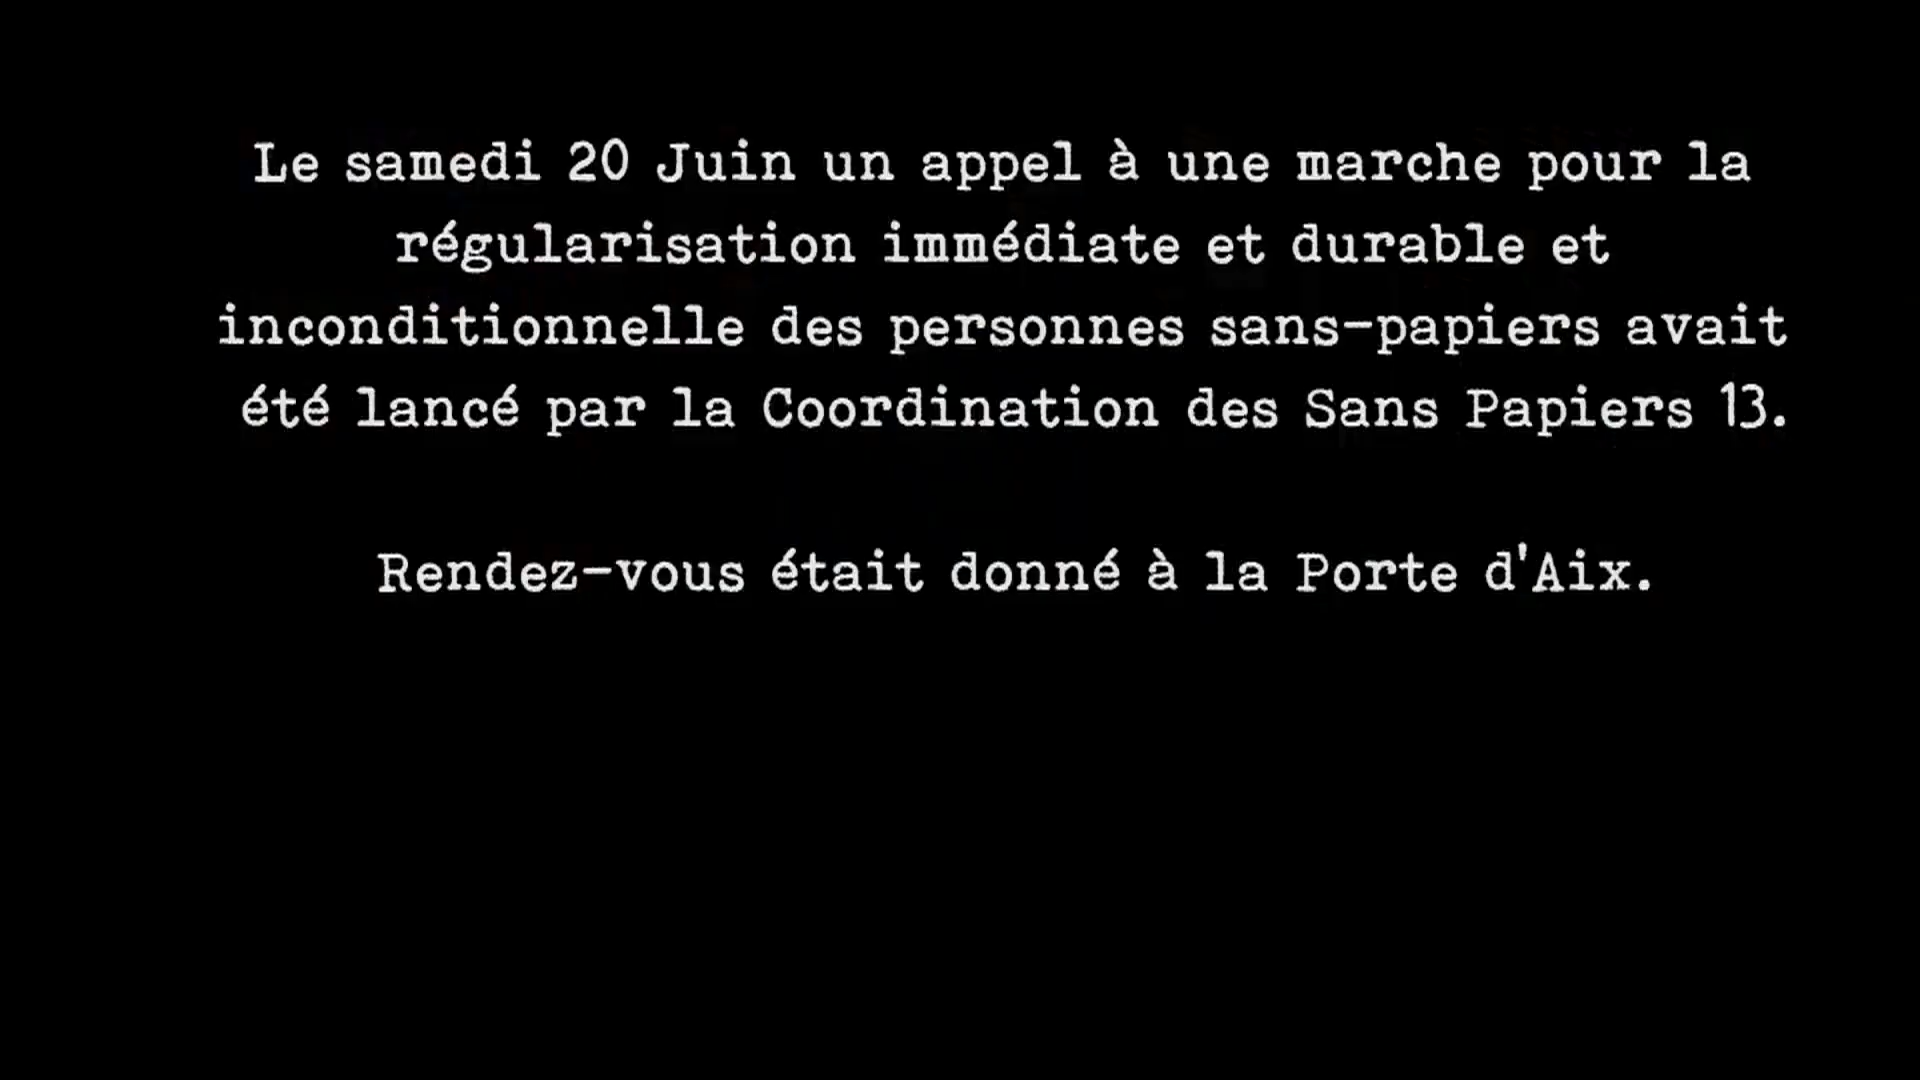 Le samedi 20 Juin un appel à une marche pour la
régularisation immédiate et durable et
inconditionnelle des personnes sans-papiers avait
été lancé par la Coordination des Sans Papiers 13.
Rendez-vous était donné à la Porte d'Aix.